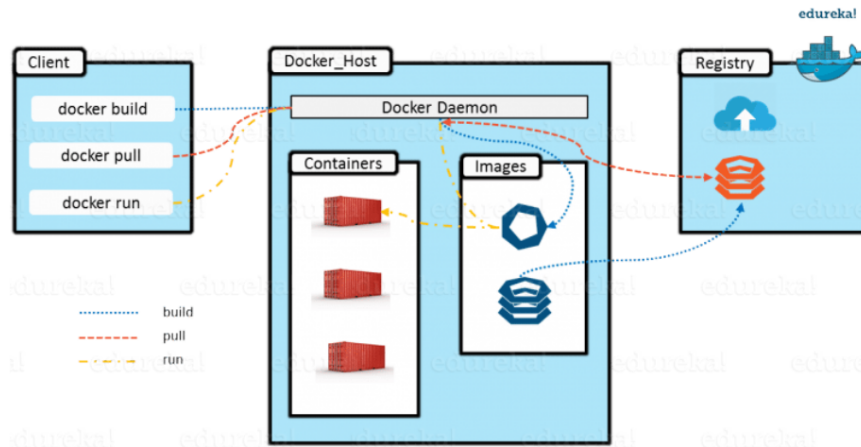 edureka!
Client
Docker_Host
Registry
docker build
Docker Daemon
docker pull
Containers
Images
docker run
build
pull
run